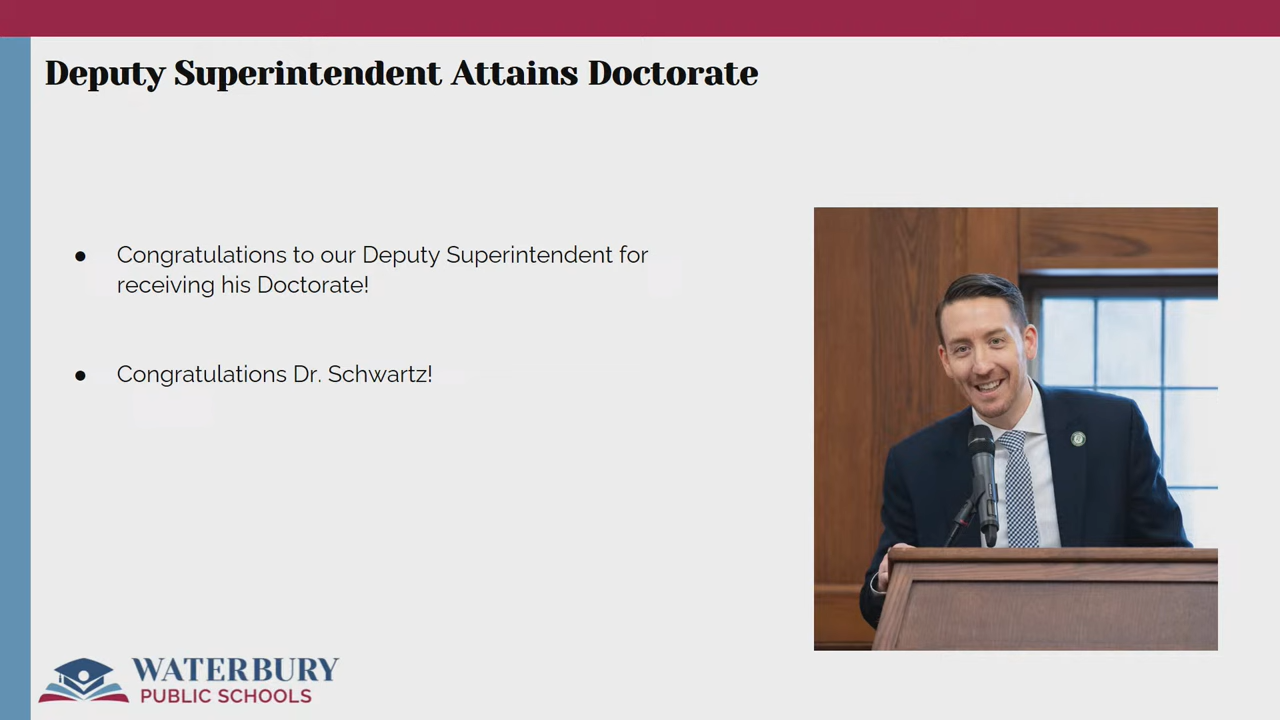 Deputy Superintendent Attains Doctorate
● Congratulations to our Deputy Superintendent for
receiving his Doctorate!
● Congratulations Dr. Schwartz!
WATERBURY
PUBLIC SCHOOLS